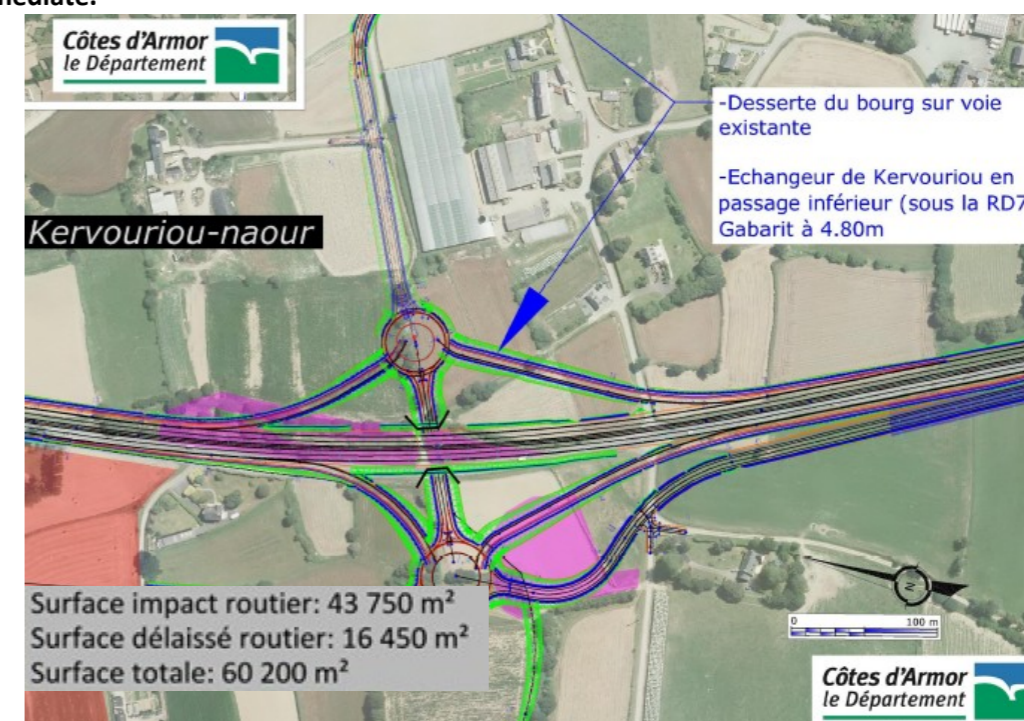 médiate.
Côtes d'Armor
le Département
-Desserte du bourg sur voie
existante
-Echangeur de Kervouriou en
passage inférieur (sous la RD7
Gabarit à 4.80m
Kervouriou-naour
Surface impact routier: 43 750 m²
Surface délaissé routier: 16 450 m²
Surface totale: 60 200 m²
N
0 100 m
Côtes d'Armor
le Département